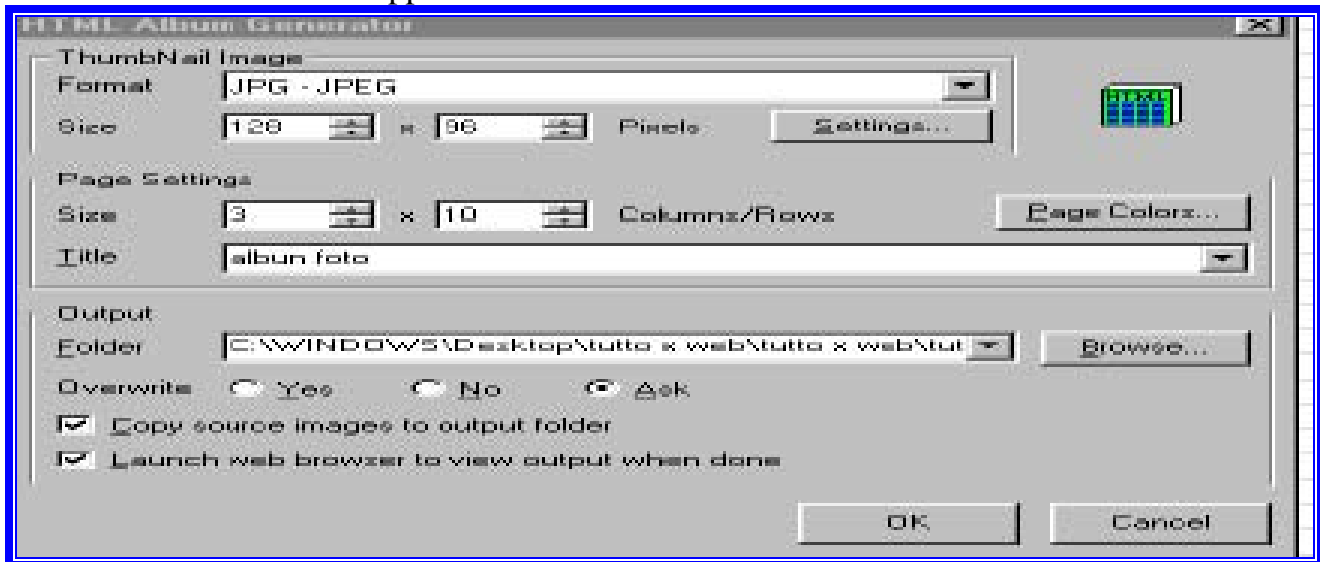 HTML Album Generator
ThumbNail Image
Format JPG - JPEG
Size 128 x 96 Pixels Settings...
Page Settings
Size 3 x 10 Columns/Rows Page Colors...
Title albun foto
Output
Folder C:\WINDOWS\Desktop\tutto x web\tutto x web\tut Browse...
Overwrite Yes No Ask
Copy source images to output folder
Launch web browser to view output when done
OK Cancel